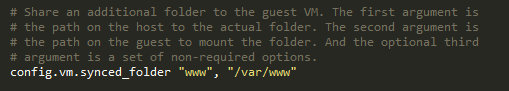 # Share an additional folder to the guest VM. The first argument is
# the path on the host to the actual folder. The second argument is
# the path on the guest to mount the folder. And the optional third
# argument is a set of non-required options.
config.vm.synced_folder "www", "/var/www"